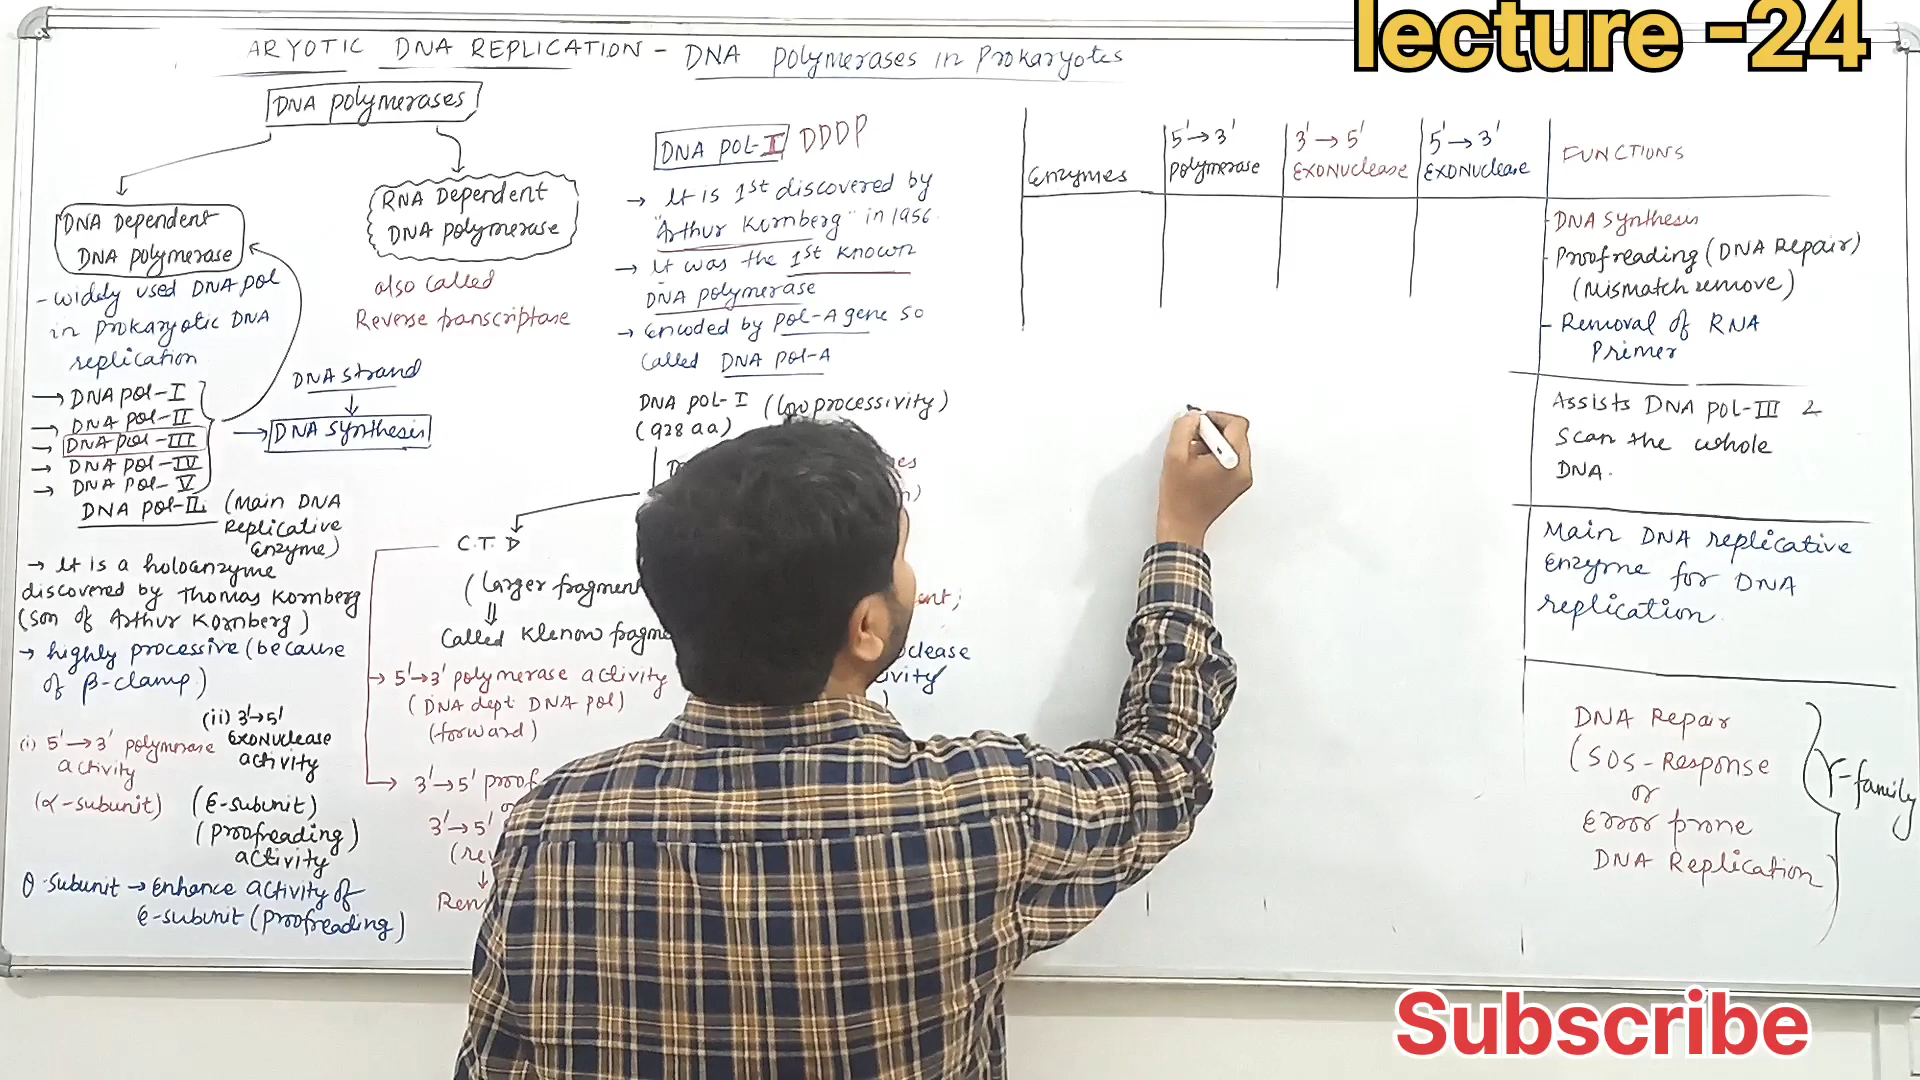 lecture -24
ARYOTIC DNA REPLICATION - DNA polymerases in Prokaryotes
DNA polymerases
DNA Dependent
DNA polymerase
- widely used DNA pol
in prokaryotic DNA
replication
→ DNA pol-I
→ DNA pol-II
→ DNA pol-III
→ DNA pol-IV
→ DNA pol-V
RNA Dependent
DNA polymerase
also called
Reverse transcriptase
DNA strand
↓
→ DNA synthesis
DNA pol-II. (Main DNA
Replicative
Enzyme)
→ It is a holoenzyme
discovered by Thomas Kornberg
(son of Arthur Kornberg)
→ highly processive (because
of β-clamp)
(i) 5'→3' polymerase
activity
(α-subunit)
(ii) 3'→5'
Exonuclease
activity
(ε-subunit)
(proofreading)
activity
θ-subunit → Enhance activity of
ε-subunit (proofreading)
DNA pol-I DDDP
→ It is 1st discovered by
"Arthur Kornberg" in 1956.
→ It was the 1st known
DNA polymerase
→ Encoded by pol-A gene so
called DNA pol-A
DNA pol-I (low processivity)
(928 aa)
C.T.D
(larger fragment
⇓
called Klenow
→ 5'→3' polymerase activity
(DNA dept DNA pol)
(forward)
→ 3'→5'
3'→5'
Enzymes
5'→3'
polymerase
3'→5'
Exonuclease
5'→3'
Exonuclease
FUNCTIONS
- DNA synthesis
- Proofreading (DNA Repair)
(Mismatch remove)
- Removal of RNA
Primer
Assists DNA pol-III &
scan the whole
DNA.
Main DNA replicative
enzyme for DNA
replication.
DNA Repair
(SOS-Response
or
Error prone
DNA Replication
Y-family
Subscribe